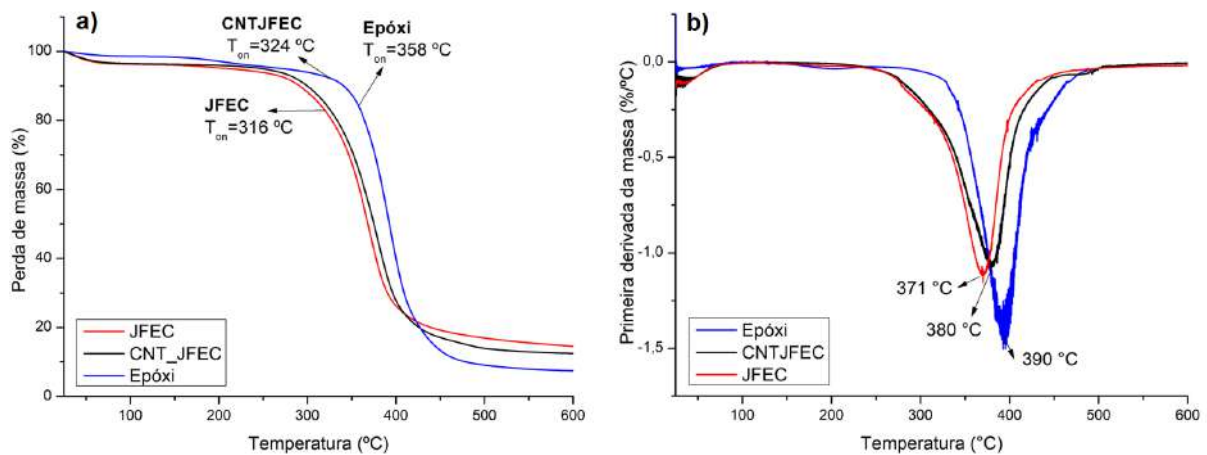 a)
CNTJFEC
T_on=324 ºC
Epóxi
T_on=358 ºC
JFEC
T_on=316 ºC
Perda de massa (%)
100
80
60
40
20
0
JFEC
CNT_JFEC
Epóxi
100 200 300 400 500 600
Temperatura (ºC)
b)
Primeira derivada da massa (%/ºC)
0,0
-0,5
-1,0
-1,5
371 °C
380 °C
390 °C
Epóxi
CNTJFEC
JFEC
100 200 300 400 500 600
Temperatura (°C)